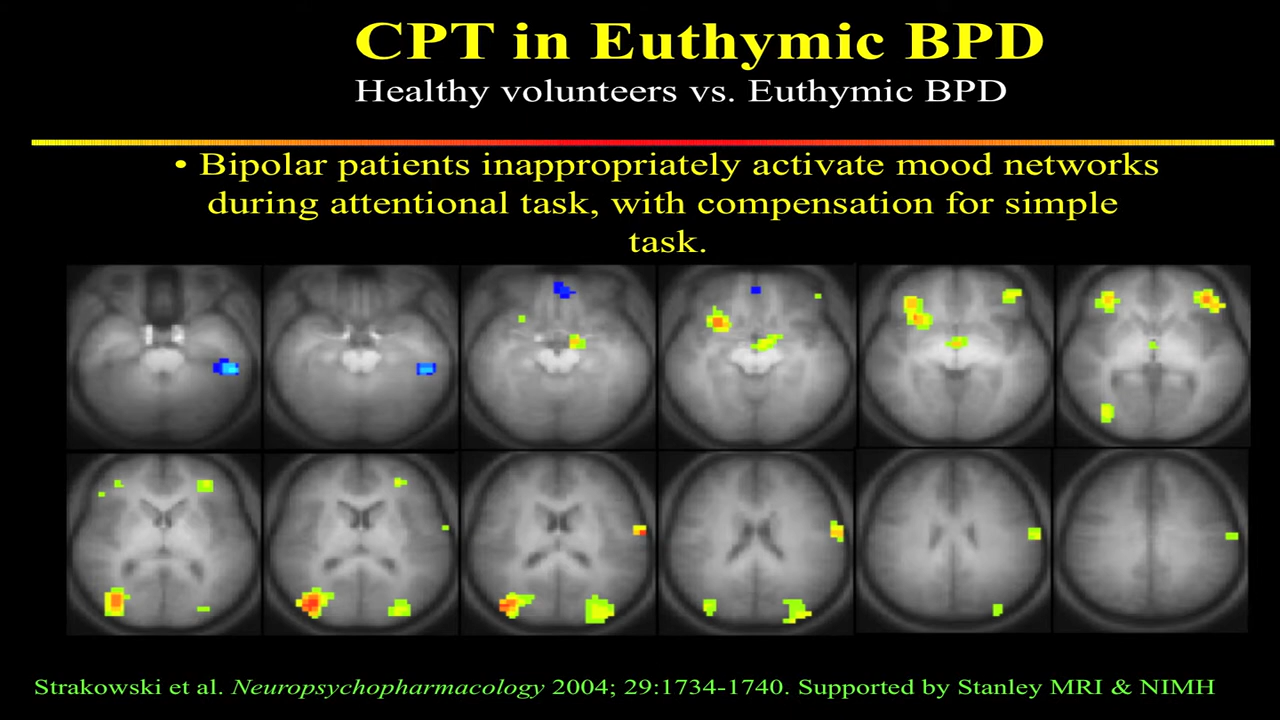 CPT in Euthymic BPD
Healthy volunteers vs. Euthymic BPD
• Bipolar patients inappropriately activate mood networks
during attentional task, with compensation for simple
task.
Strakowski et al. Neuropsychopharmacology 2004; 29:1734-1740. Supported by Stanley MRI & NIMH